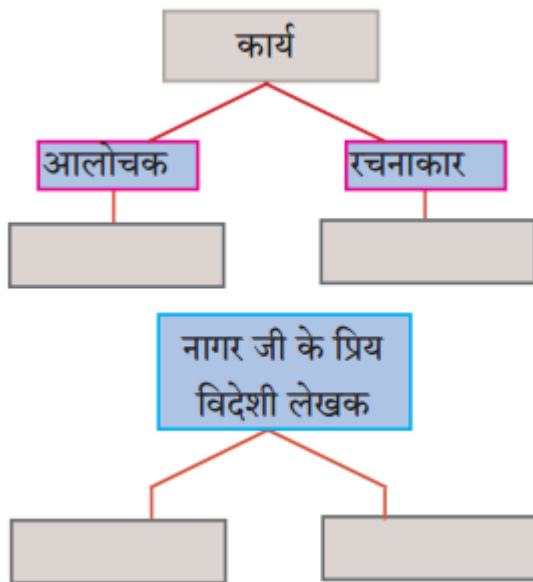 कार्य
आलोचक
रचनाकार
नागर जी के प्रिय
विदेशी लेखक